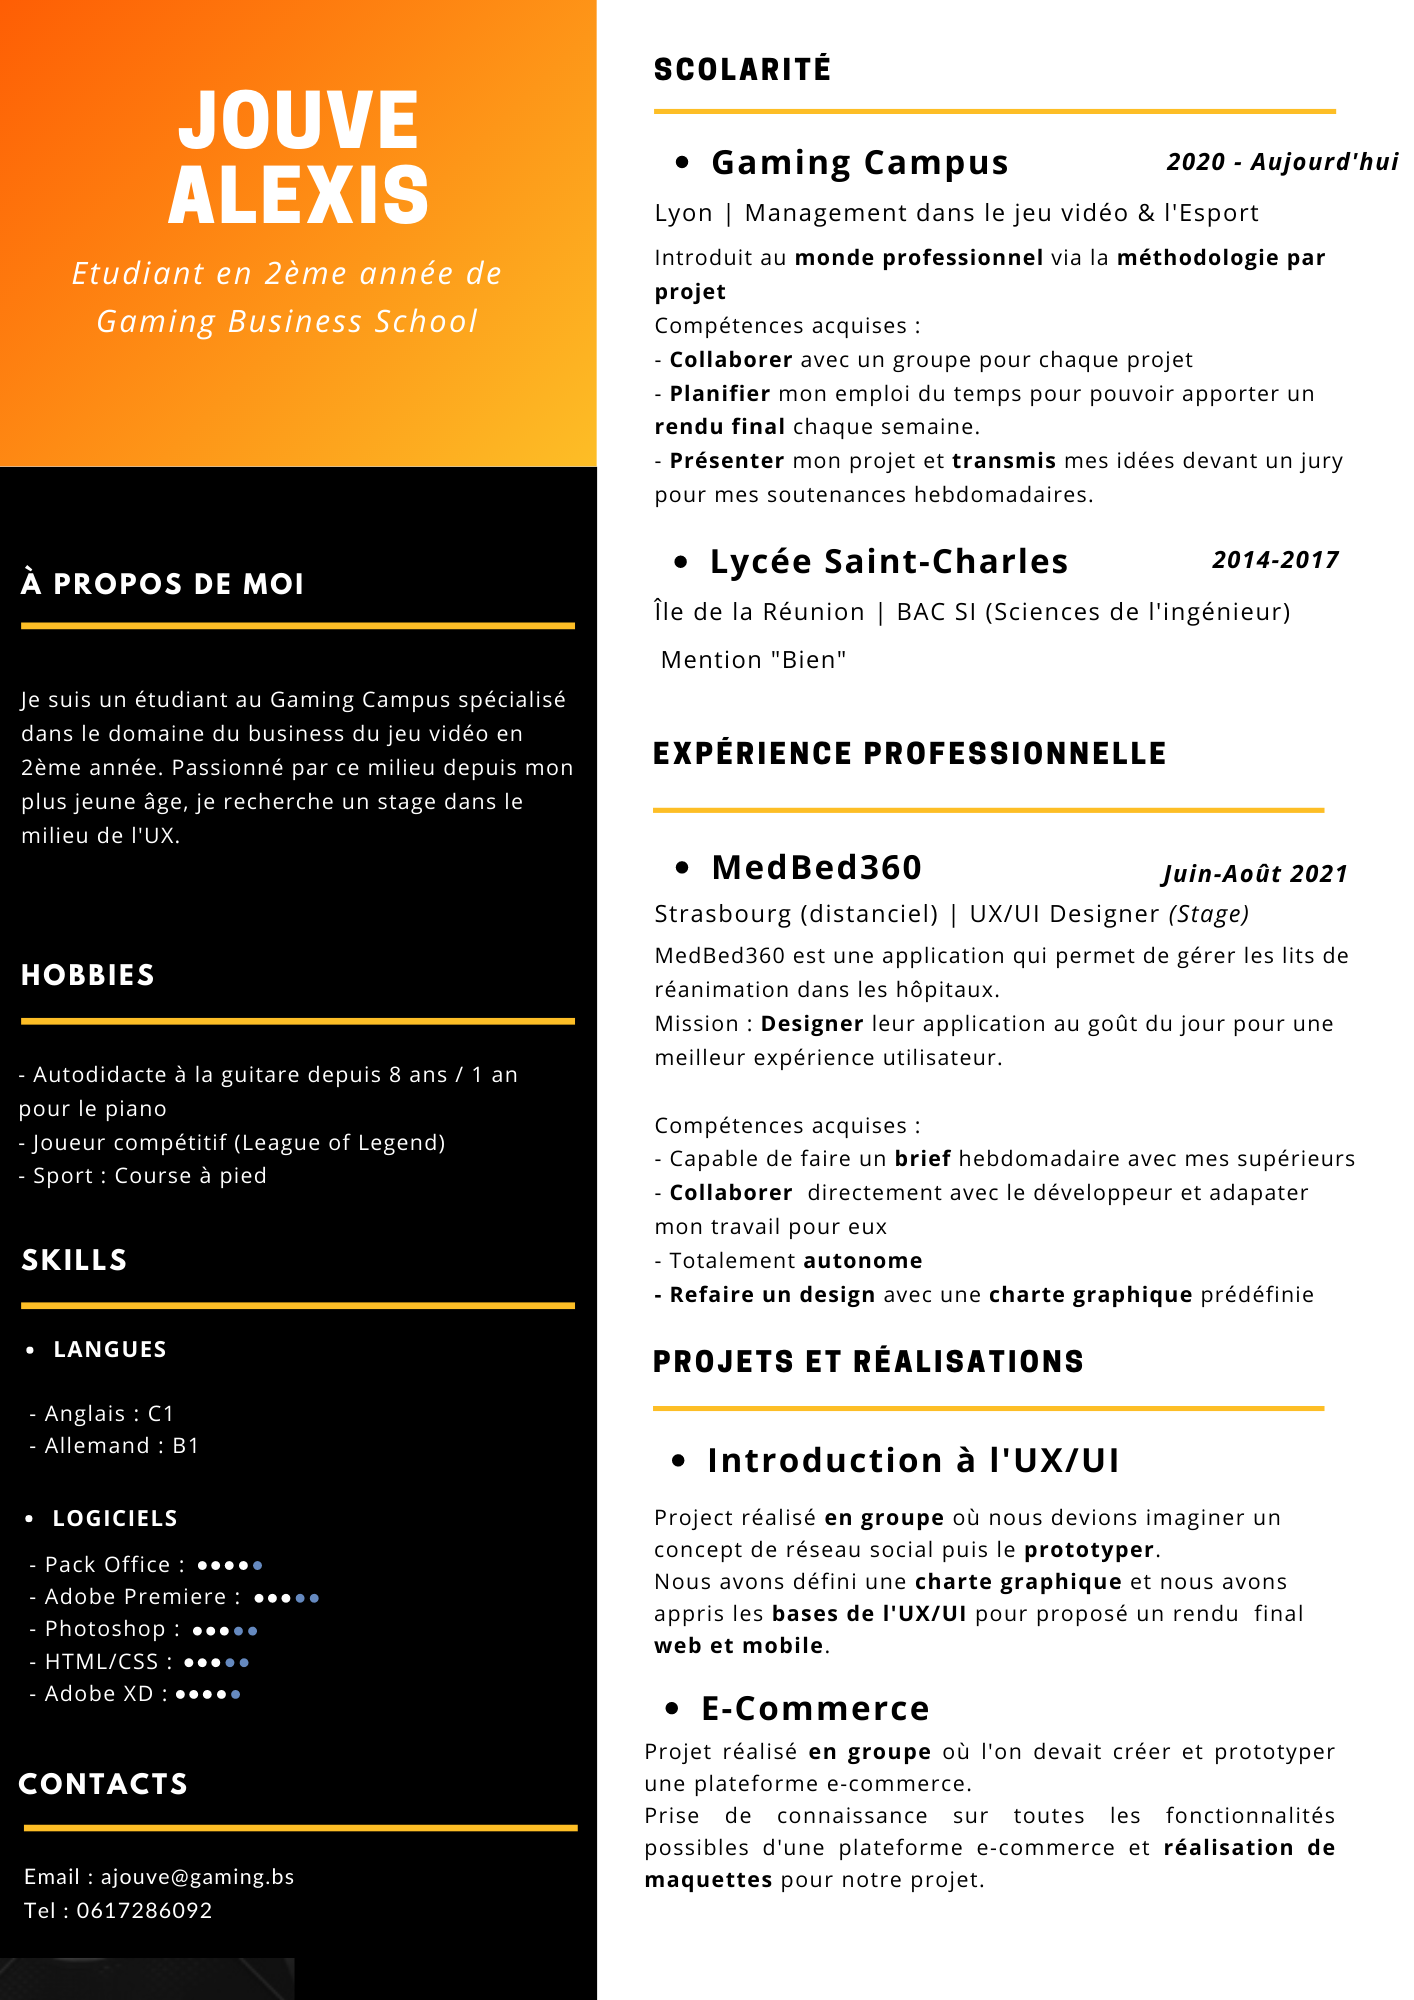 JOUVE
ALEXIS
Etudiant en 2ème année de
Gaming Business School
À PROPOS DE MOI
Je suis un étudiant au Gaming Campus spécialisé
dans le domaine du business du jeu vidéo en
2ème année. Passionné par ce milieu depuis mon
plus jeune âge, je recherche un stage dans le
milieu de l'UX.
HOBBIES
- Autodidacte à la guitare depuis 8 ans / 1 an
pour le piano
- Joueur compétitif (League of Legend)
- Sport : Course à pied
SKILLS
• LANGUES
- Anglais : C1
- Allemand : B1
• LOGICIELS
- Pack Office :
- Adobe Premiere :
- Photoshop :
- HTML/CSS :
- Adobe XD :
CONTACTS
Email : ajouve@gaming.bs
Tel : 0617286092
SCOLARITÉ
• Gaming Campus 2020 - Aujourd'hui
Lyon | Management dans le jeu vidéo & l'Esport
Introduit au monde professionnel via la méthodologie par
projet
Compétences acquises :
- Collaborer avec un groupe pour chaque projet
- Planifier mon emploi du temps pour pouvoir apporter un
rendu final chaque semaine.
- Présenter mon projet et transmis mes idées devant un jury
pour mes soutenances hebdomadaires.
• Lycée Saint-Charles 2014-2017
Île de la Réunion | BAC SI (Sciences de l'ingénieur)
Mention "Bien"
EXPÉRIENCE PROFESSIONNELLE
• MedBed360 Juin-Août 2021
Strasbourg (distanciel) | UX/UI Designer (Stage)
MedBed360 est une application qui permet de gérer les lits de
réanimation dans les hôpitaux.
Mission : Designer leur application au goût du jour pour une
meilleur expérience utilisateur.
Compétences acquises :
- Capable de faire un brief hebdomadaire avec mes supérieurs
- Collaborer  directement avec le développeur et adapater
mon travail pour eux
- Totalement autonome
- Refaire un design avec une charte graphique prédéfinie
PROJETS ET RÉALISATIONS
• Introduction à l'UX/UI
Project réalisé en groupe où nous devions imaginer un
concept de réseau social puis le prototyper.
Nous avons défini une charte graphique et nous avons
appris les bases de l'UX/UI pour proposé un rendu  final
web et mobile.
• E-Commerce
Projet réalisé en groupe où l'on devait créer et prototyper
une plateforme e-commerce.
Prise de connaissance sur toutes les fonctionnalités
possibles d'une plateforme e-commerce et réalisation de
maquettes pour notre projet.